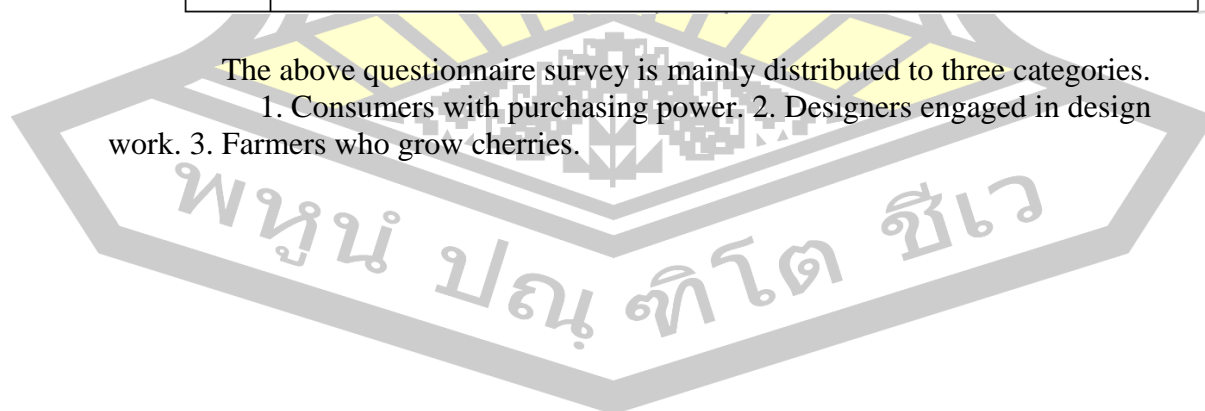 The above questionnaire survey is mainly distributed to three categories.
1. Consumers with purchasing power. 2. Designers engaged in design
work. 3. Farmers who grow cherries.
พหูนํ ปณฺฑิโต ชีเว